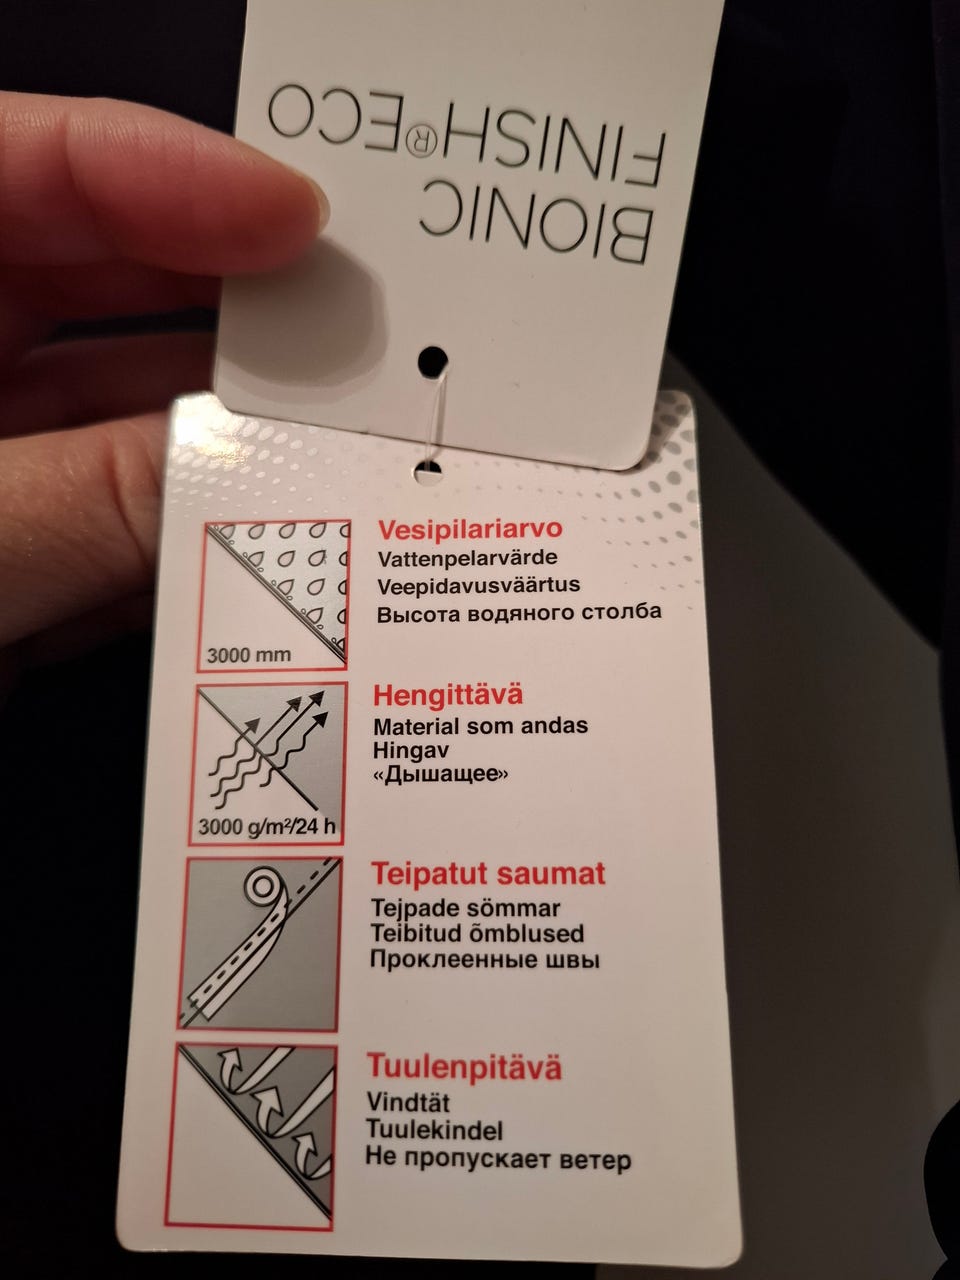 BIONIC
FINISH®ECO
Vesipilariarvo
Vattenpelarvärde
Veepidavusväärtus
Высота водяного столба
3000 mm
Hengittävä
Material som andas
Hingav
«Дышащее»
3000 g/m²/24 h
Teipatut saumat
Tejpade sömmar
Teibitud õmblused
Проклеенные швы
Tuulenpitävä
Vindtät
Tuulekindel
Не пропускает ветер